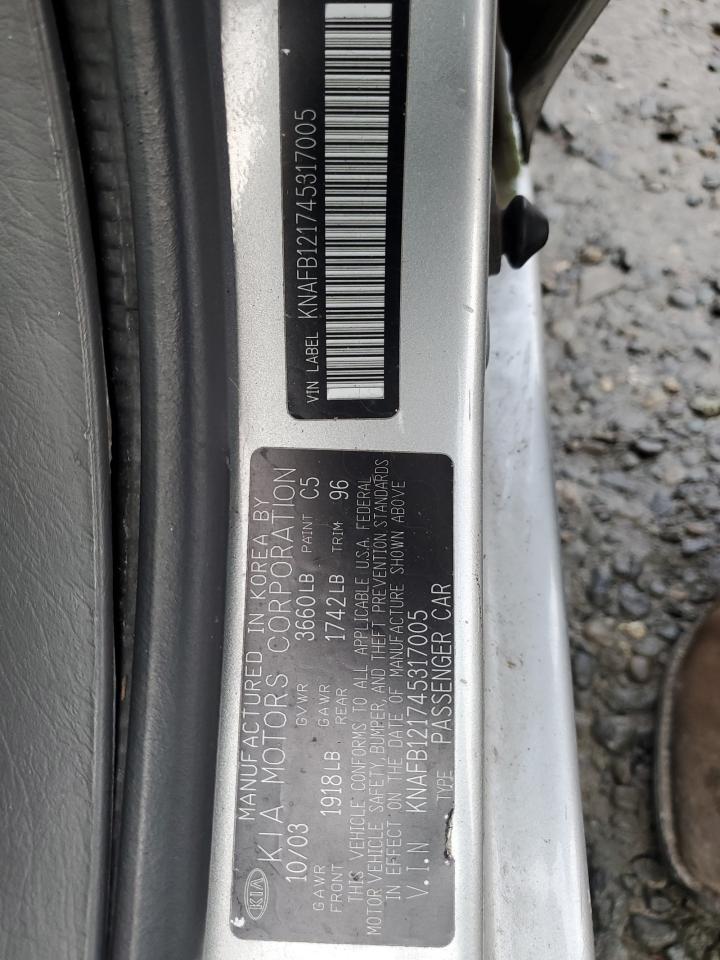 VIN LABEL KNAFB121745317005
MANUFACTURED IN KOREA BY
KIA KIA MOTORS CORPORATION
10/03 GVWR 3660LB PAINT C5
GAWR FRONT 1918LB GAWR REAR 1742LB TRIM 96
THIS VEHICLE CONFORMS TO ALL APPLICABLE U.S.A. FEDERAL
MOTOR VEHICLE SAFETY, BUMPER, AND THEFT PREVENTION STANDARDS
IN EFFECT ON THE DATE OF MANUFACTURE SHOWN ABOVE
V.I.N KNAFB121745317005
TYPE PASSENGER CAR